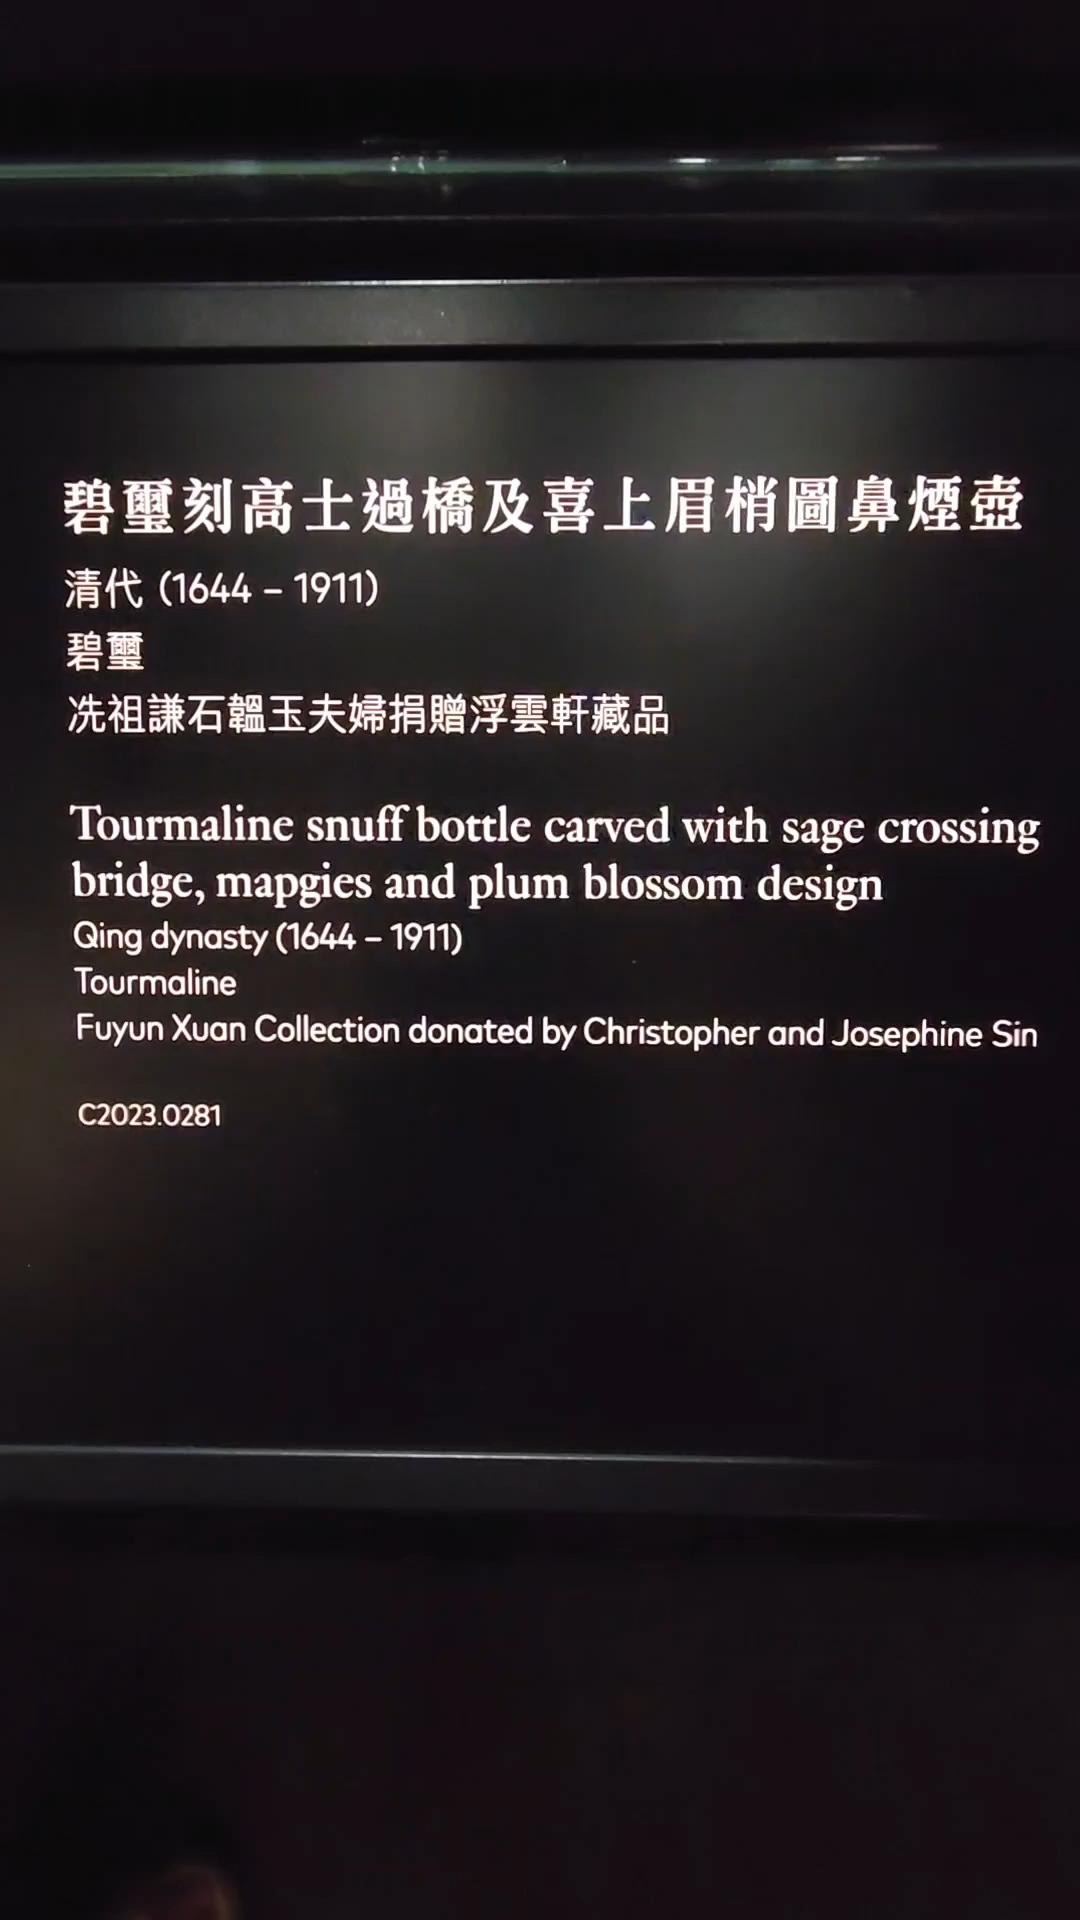 碧璽刻高士過橋及喜上眉梢圖鼻煙壺
清代 (1644 – 1911)
碧璽
冼祖謙石韞玉夫婦捐贈浮雲軒藏品
Tourmaline snuff bottle carved with sage crossing
bridge, mapgies and plum blossom design
Qing dynasty (1644 – 1911)
Tourmaline
Fuyun Xuan Collection donated by Christopher and Josephine Sin
C2023.0281